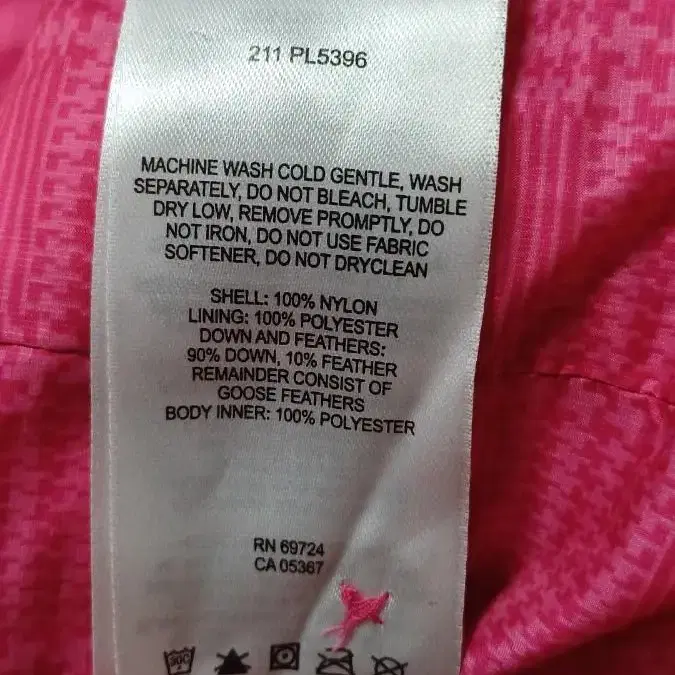 211 PL5396
MACHINE WASH COLD GENTLE, WASH
SEPARATELY, DO NOT BLEACH, TUMBLE
DRY LOW, REMOVE PROMPTLY, DO
NOT IRON, DO NOT USE FABRIC
SOFTENER, DO NOT DRYCLEAN
SHELL: 100% NYLON
LINING: 100% POLYESTER
DOWN AND FEATHERS:
90% DOWN, 10% FEATHER
REMAINDER CONSIST OF
GOOSE FEATHERS
BODY INNER: 100% POLYESTER
RN 69724
CA 05367
30C